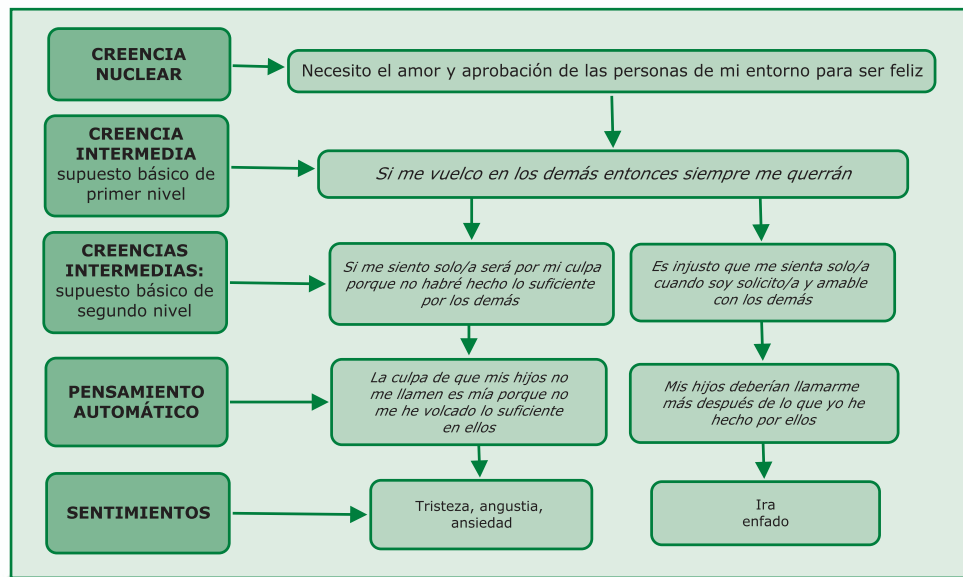 CREENCIA
NUCLEAR
Necesito el amor y aprobación de las personas de mi entorno para ser feliz
CREENCIA
INTERMEDIA
supuesto básico de
primer nivel
Si me vuelco en los demás entonces siempre me querrán
CREENCIAS
INTERMEDIAS:
supuesto básico de
segundo nivel
Si me siento solo/a será por mi culpa
porque no habré hecho lo suficiente
por los demás
Es injusto que me sienta solo/a
cuando soy solicito/a y amable
con los demás
PENSAMIENTO
AUTOMÁTICO
La culpa de que mis hijos no
me llamen es mía porque no
me he volcado lo suficiente
en ellos
Mis hijos deberían llamarme
más después de lo que yo he
hecho por ellos
SENTIMIENTOS
Tristeza, angustia,
ansiedad
Ira
enfado